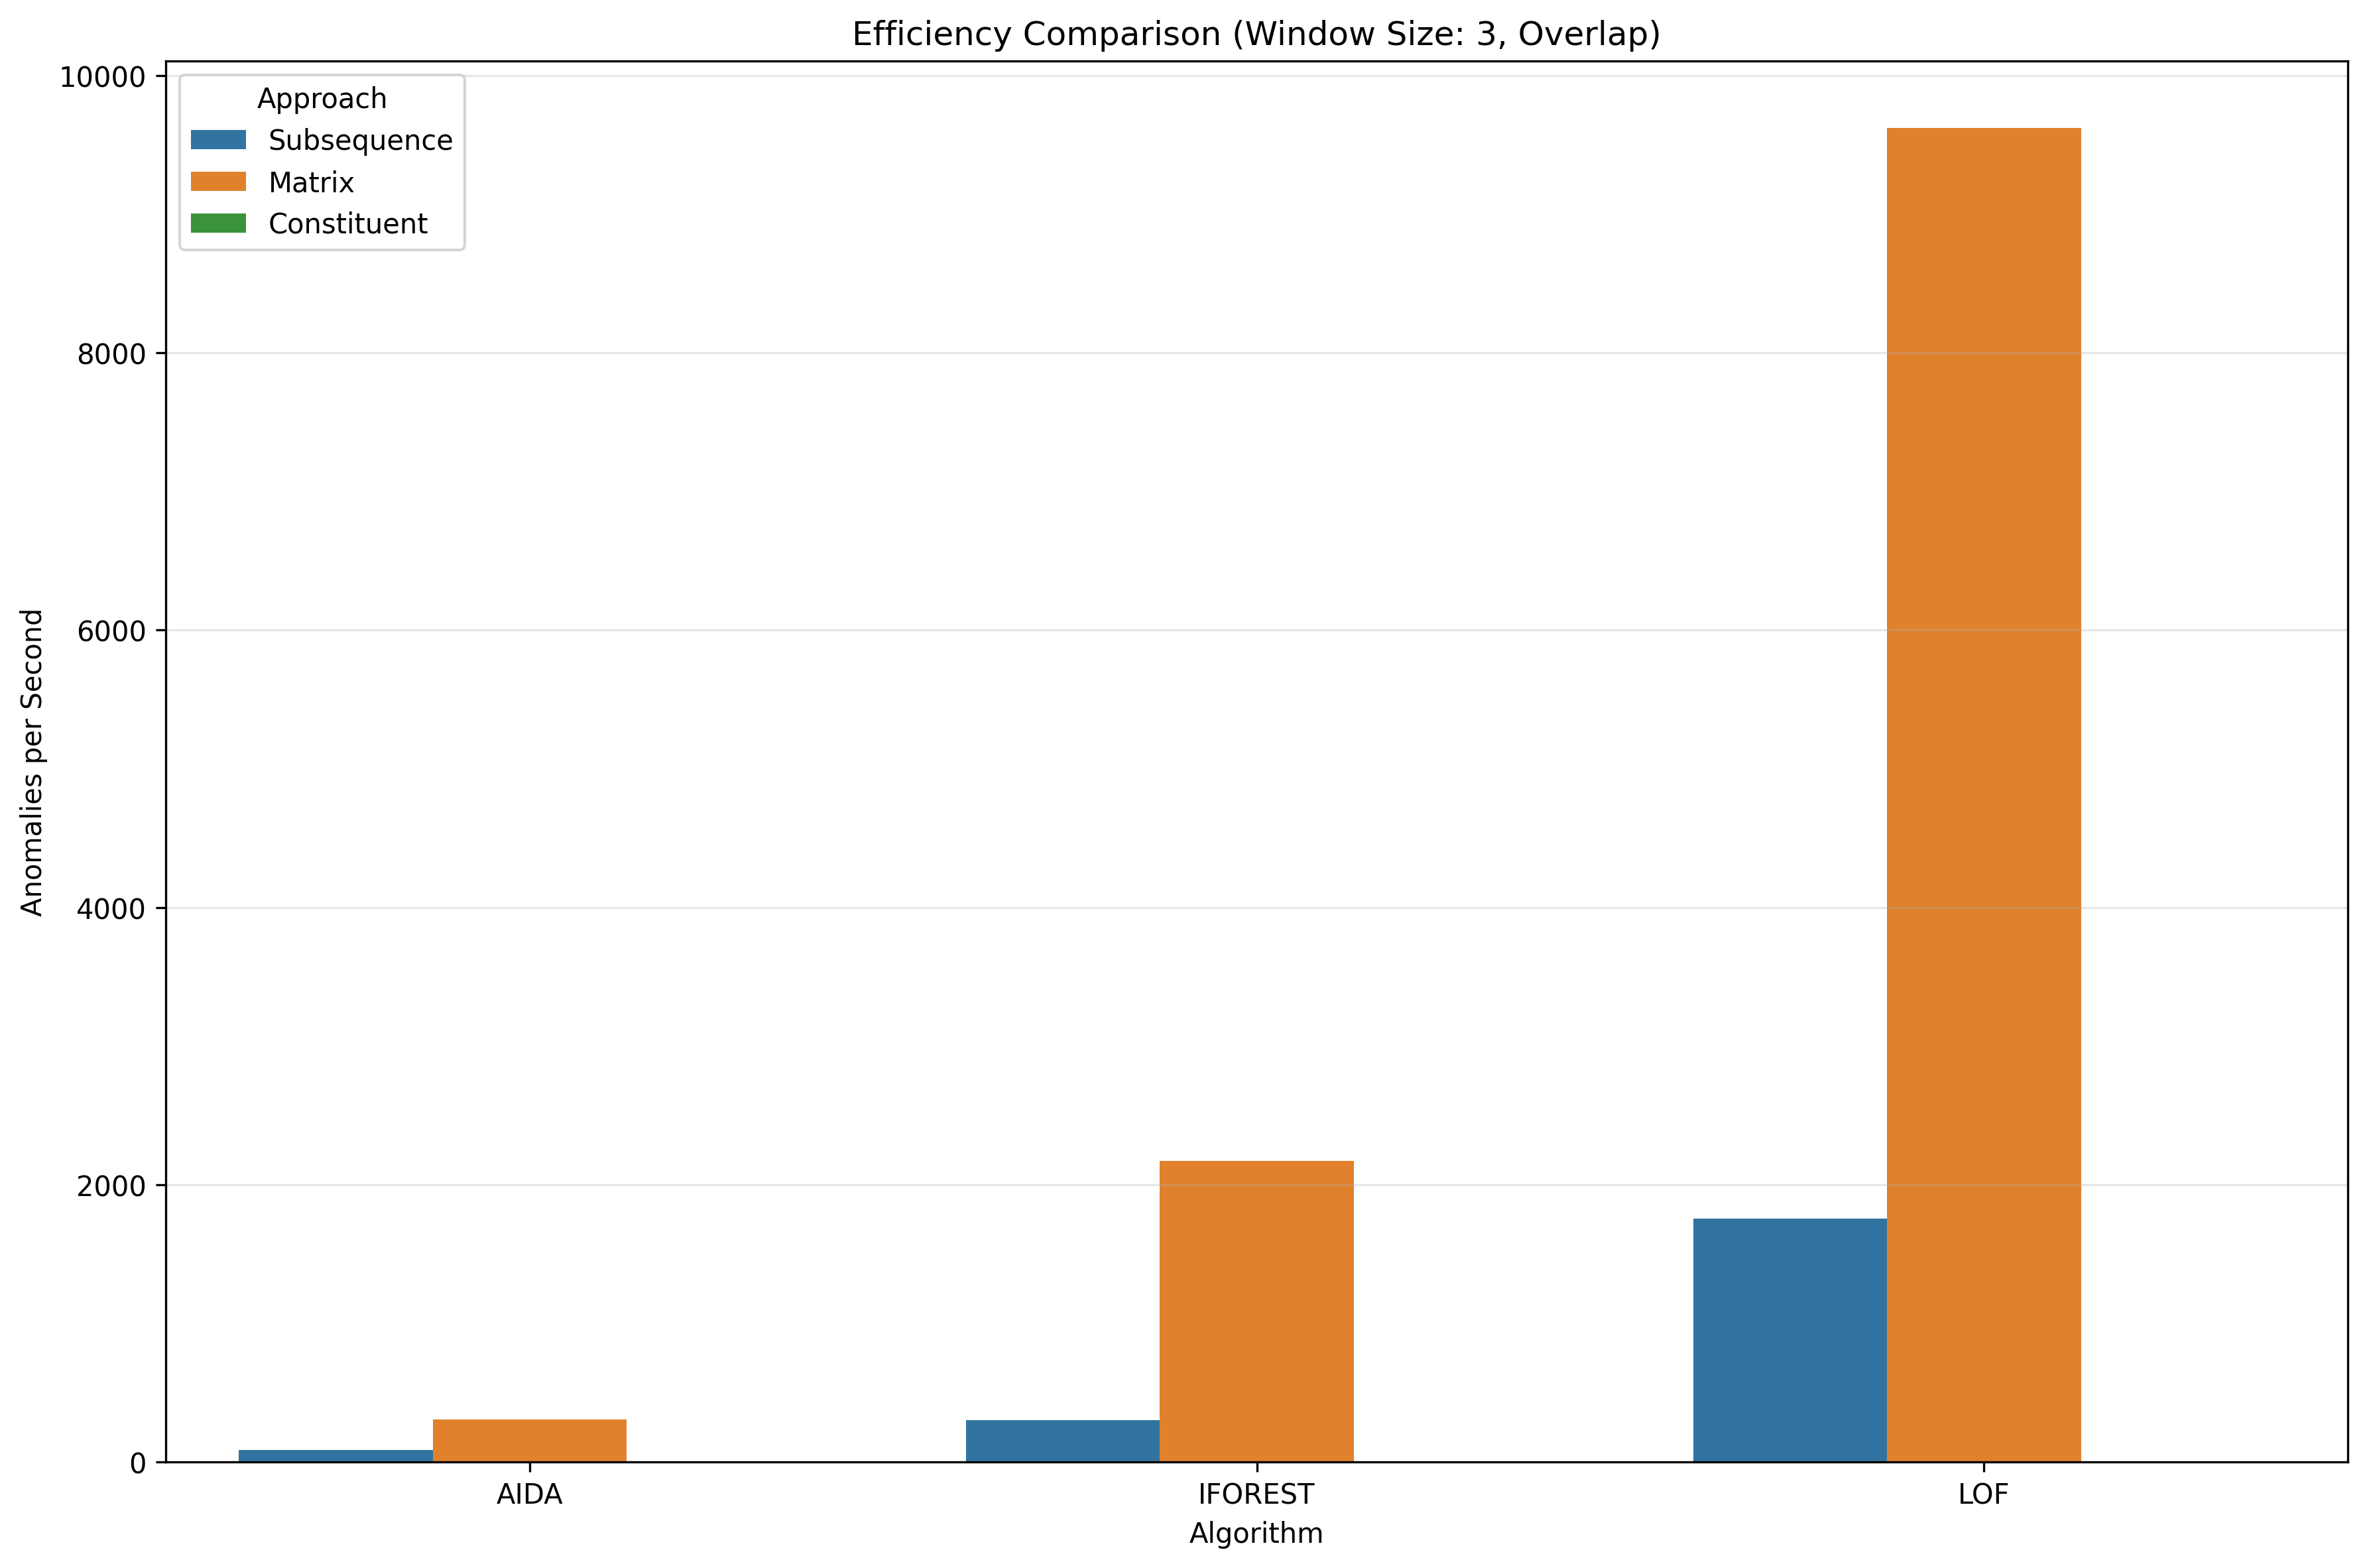 Efficiency Comparison (Window Size: 3, Overlap)
Approach
Subsequence
Matrix
Constituent
Anomalies per Second
10000
8000
6000
4000
2000
0
AIDA
IFOREST
LOF
Algorithm